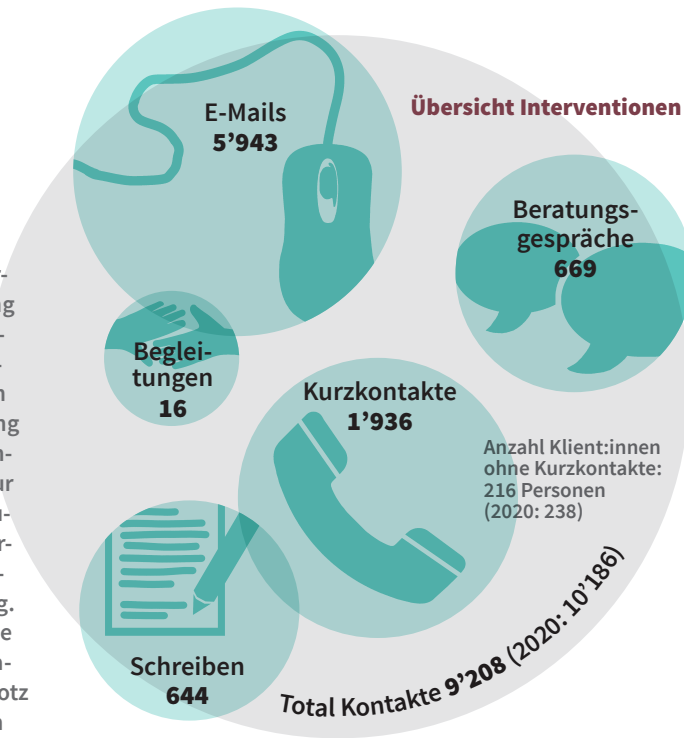 Übersicht Interventionen
E-Mails
5’943
Beratungs-
gespräche
669
Beglei-
tungen
16
Kurzkontakte
1’936
Anzahl Klient:innen
ohne Kurzkontakte:
216 Personen
(2020: 238)
Schreiben
644
Total Kontakte 9’208 (2020: 10’186)